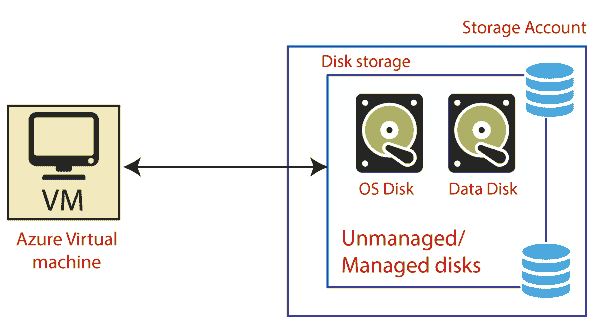 Storage Account
Disk storage
VM
Azure Virtual
machine
OS Disk
Data Disk
Unmanaged/
Managed disks